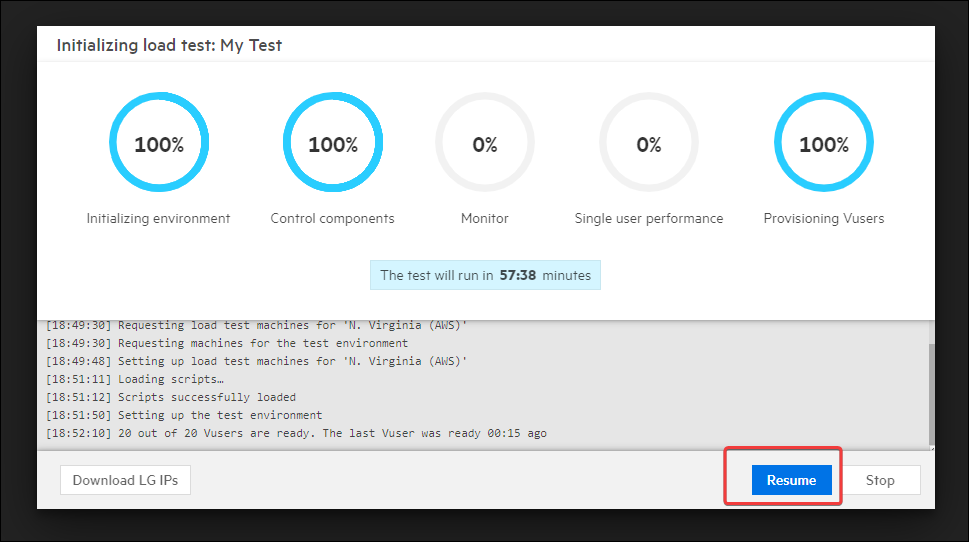 Initializing load test: My Test
100% 100% 0% 0% 100%
Initializing environment Control components Monitor Single user performance Provisioning Vusers
The test will run in 57:38 minutes
[18:49:30] Requesting load test machines for 'N. Virginia (AWS)'
[18:49:30] Requesting machines for the test environment
[18:49:48] Setting up load test machines for 'N. Virginia (AWS)'
[18:51:11] Loading scripts…
[18:51:12] Scripts successfully loaded
[18:51:50] Setting up the test environment
[18:52:10] 20 out of 20 Vusers are ready. The last Vuser was ready 00:15 ago
Download LG IPs Resume Stop